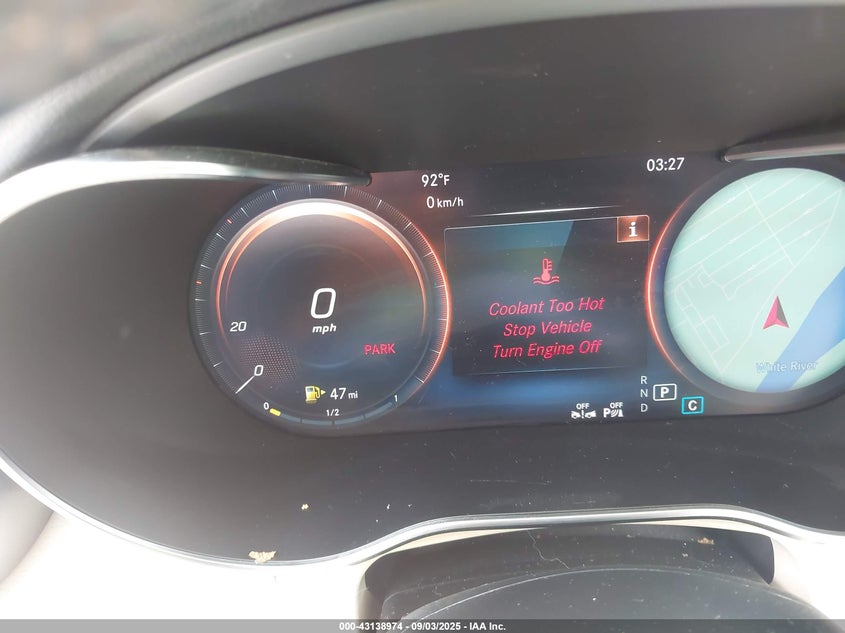 92°F
03:27
0 km/h
i
0
mph
20
PARK
0
47 mi
0
1/2
1
Coolant Too Hot
Stop Vehicle
Turn Engine Off
White River
R
N
P
D
C
OFF
OFF
P
000-43138974 - 09/03/2025 - IAA Inc.